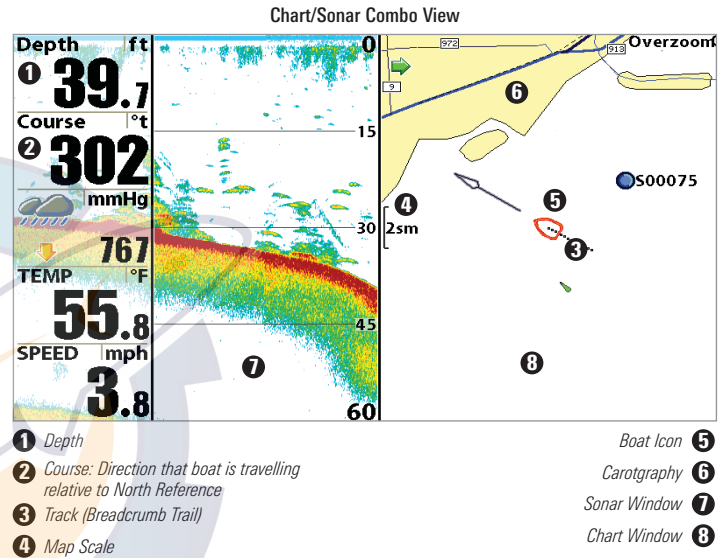 Chart/Sonar Combo View
Depth ft
1 39.7
Course °t
2 302
mmHg
767
TEMP °F
55.8
SPEED mph
3.8
0
15
30
45
60
7
972
913
Overzoom
9
6
S00075
5
4
2sm
3
8
1 Depth
2 Course: Direction that boat is travelling
relative to North Reference
3 Track (Breadcrumb Trail)
4 Map Scale
Boat Icon 5
Carotgraphy 6
Sonar Window 7
Chart Window 8